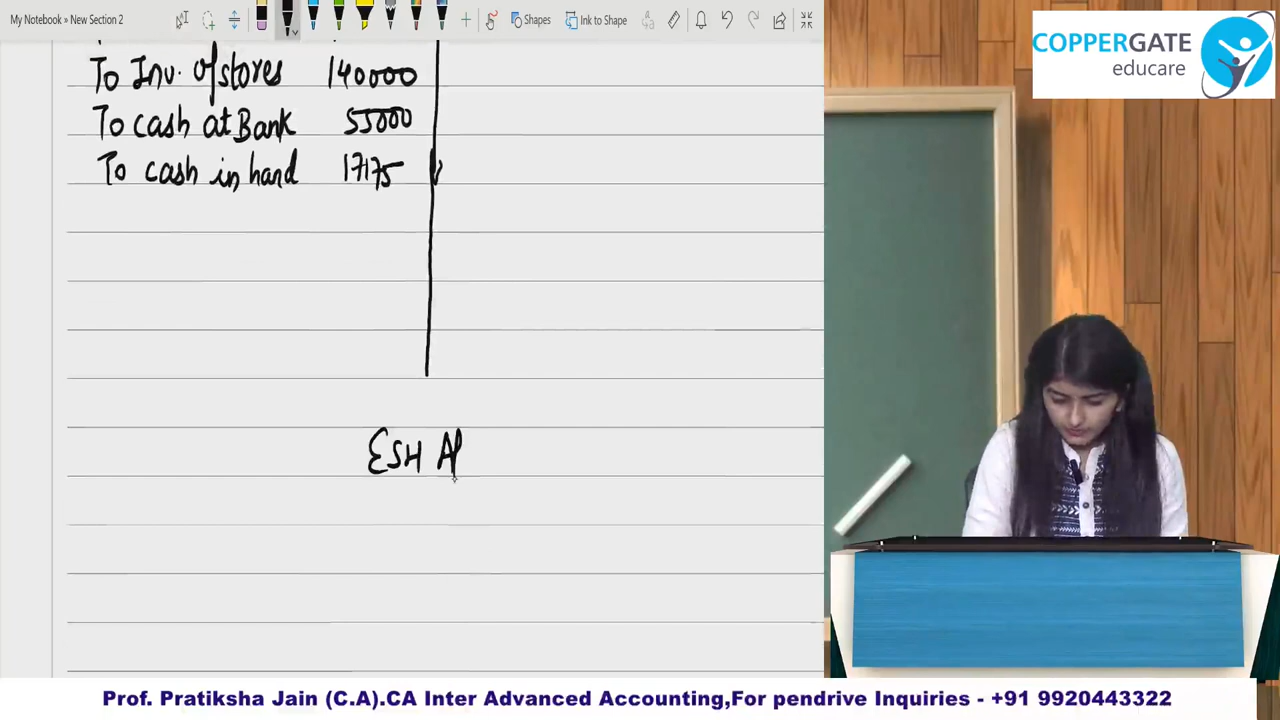 My Notebook » New Section 2
Shapes
Ink to Shape
COPPERGATE
educare
To Inv. of stores 140000
To cash at Bank 55000
To cash in hand 17175
ESH A
Prof. Pratiksha Jain (C.A).CA Inter Advanced Accounting,For pendrive Inquiries - +91 9920443322